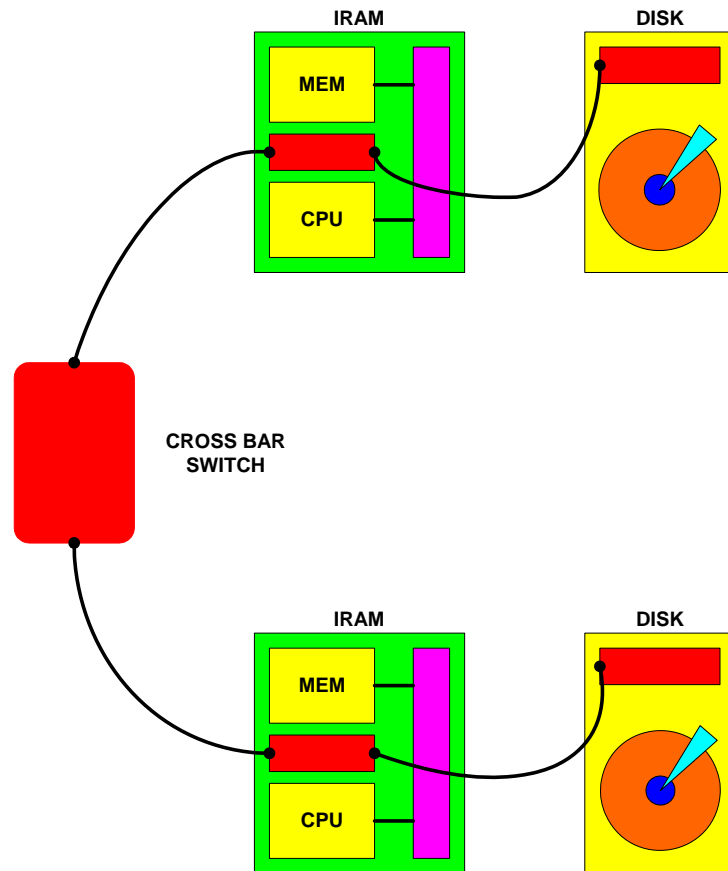 IRAM
DISK
MEM
CPU
CROSS BAR
SWITCH
IRAM
DISK
MEM
CPU